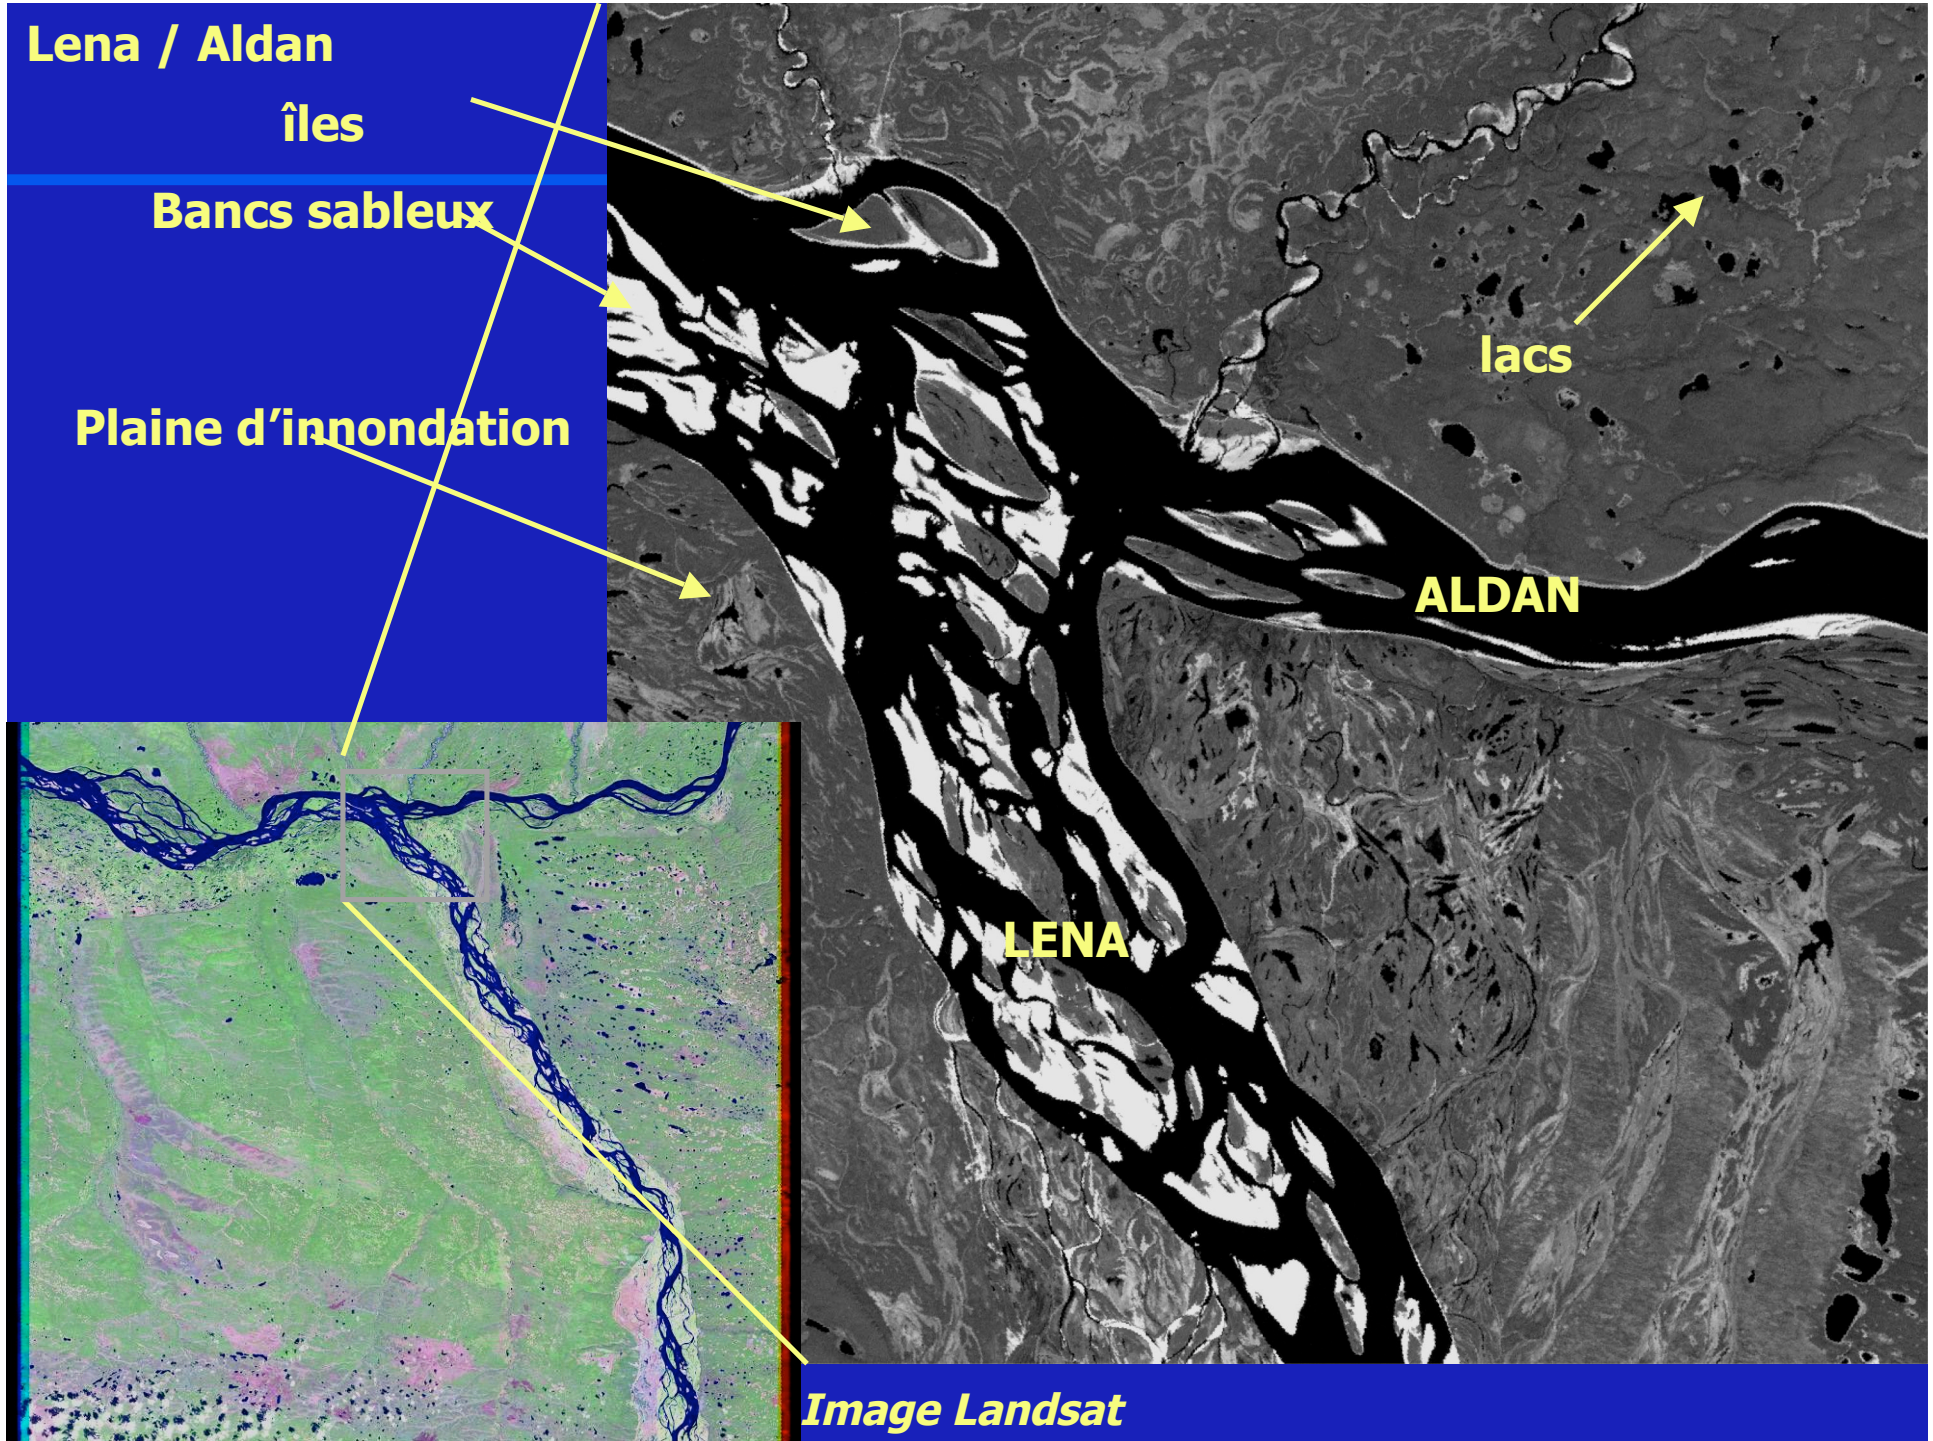 Lena / Aldan
îles
Bancs sableux
lacs
Plaine d’innondation
ALDAN
LENA
Image Landsat